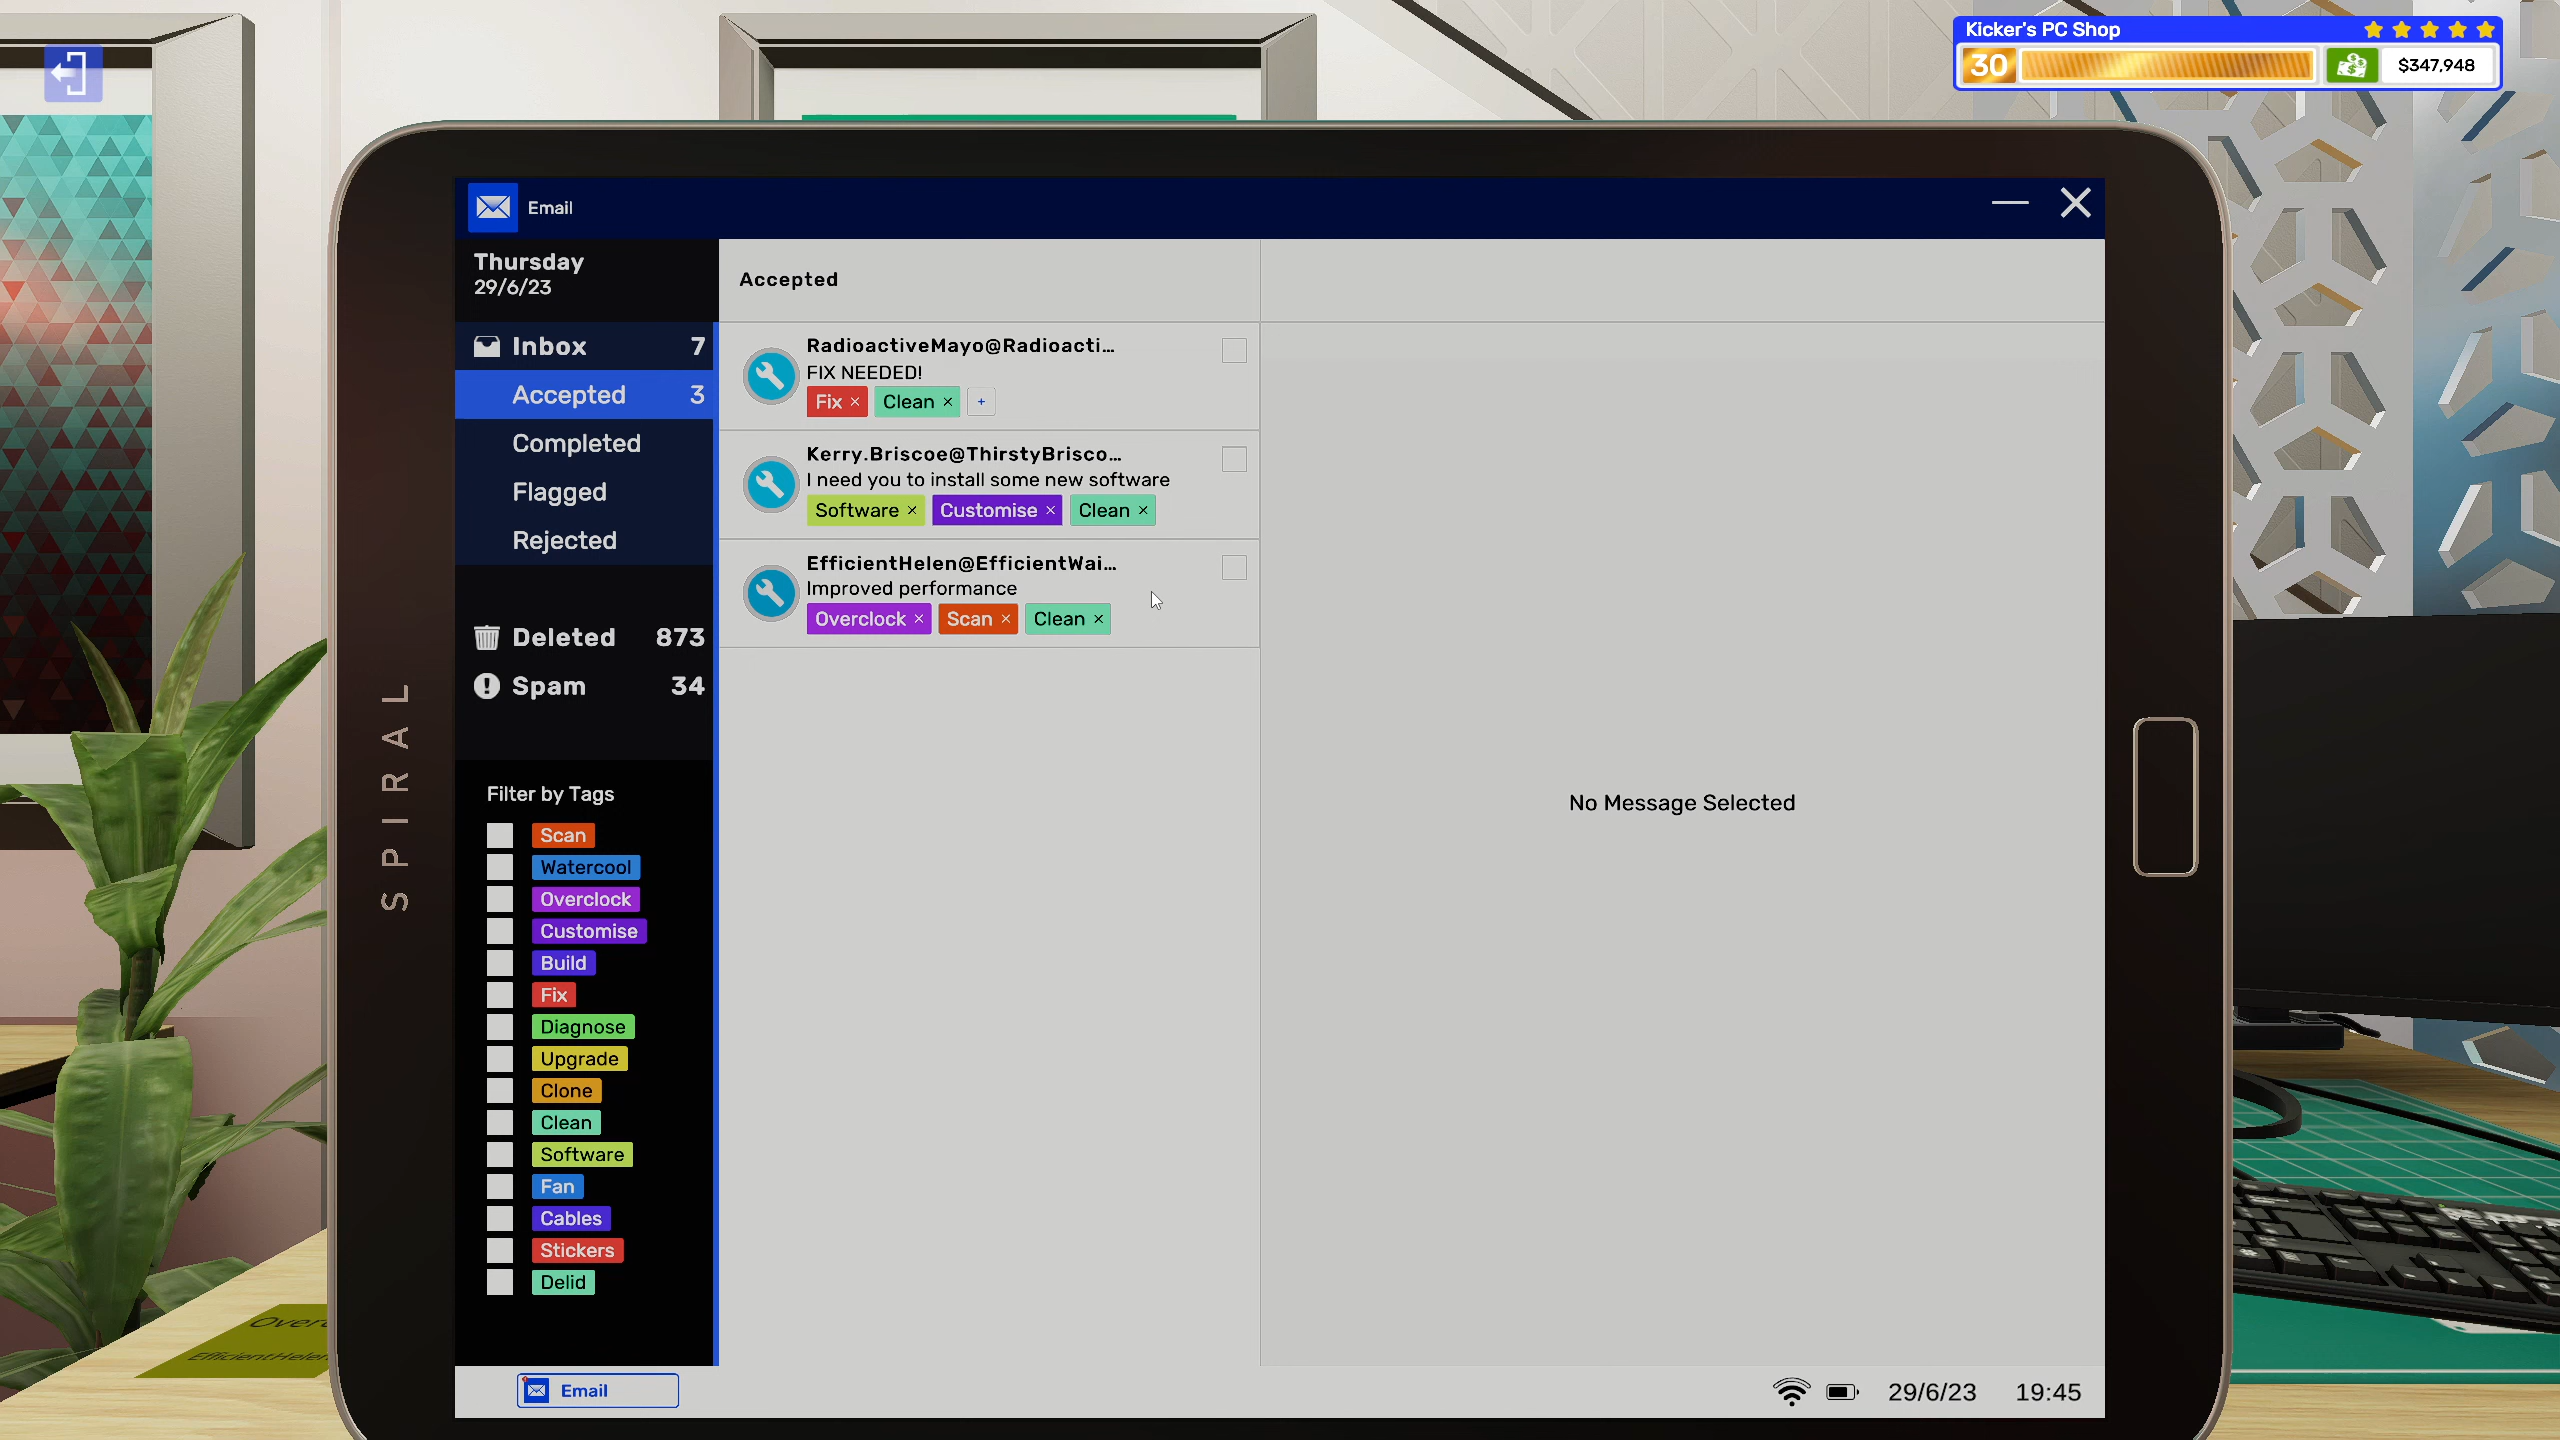 Kicker's PC Shop
30
$347,948
Email
Thursday
29/6/23
Inbox 7
Accepted 3
Completed
Flagged
Rejected
Deleted 873
Spam 34
Filter by Tags
Scan
Watercool
Overclock
Customise
Build
Fix
Diagnose
Upgrade
Clone
Clean
Software
Fan
Cables
Stickers
Delid
Accepted
RadioactiveMayo@Radioacti...
FIX NEEDED!
Fix × Clean × +
Kerry.Briscoe@ThirstyBrisco...
I need you to install some new software
Software × Customise × Clean ×
EfficientHelen@EfficientWai...
Improved performance
Overclock × Scan × Clean ×
No Message Selected
SPIRAL
Email
29/6/23 19:45
EfficientHelen